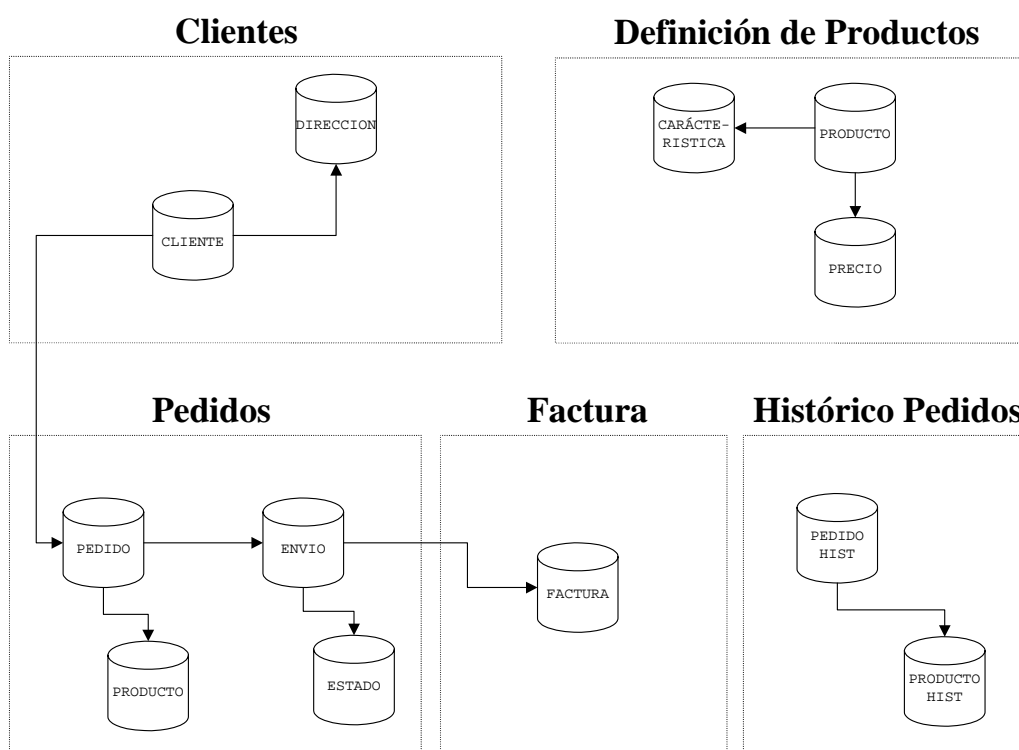 Clientes
Definición de Productos
DIRECCION
CLIENTE
CARÁCTE-
RISTICA
PRODUCTO
PRECIO
Pedidos
Factura
Histórico Pedidos
PEDIDO
ENVIO
PRODUCTO
ESTADO
FACTURA
PEDIDO
HIST
PRODUCTO
HIST